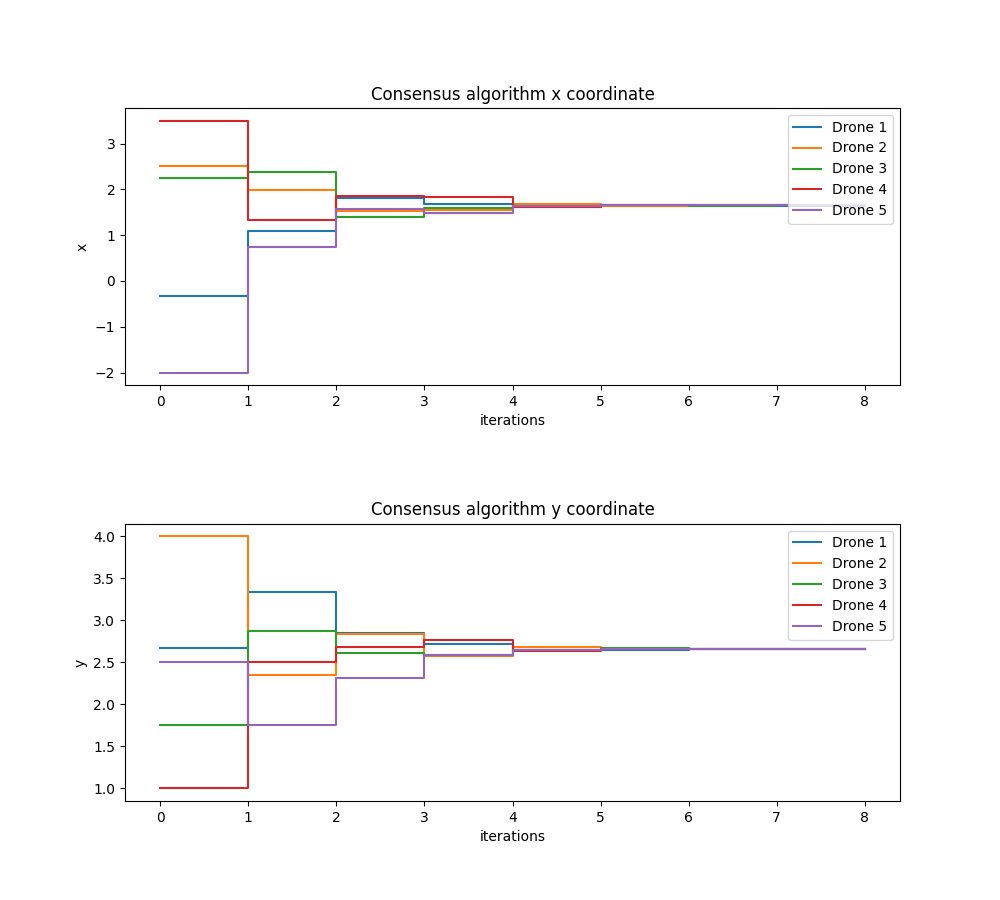 Consensus algorithm x coordinate
3
2
1
0
−1
−2
x
Drone 1
Drone 2
Drone 3
Drone 4
Drone 5
0 1 2 3 4 5 6 7 8
iterations
Consensus algorithm y coordinate
4.0
3.5
3.0
2.5
2.0
1.5
1.0
y
Drone 1
Drone 2
Drone 3
Drone 4
Drone 5
0 1 2 3 4 5 6 7 8
iterations